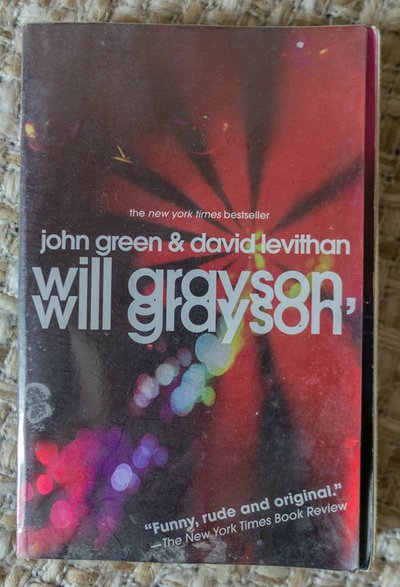 the new york times bestseller
john green & david levithan
will grayson,
will grayson
“Funny, rude and original.”
—The New York Times Book Review